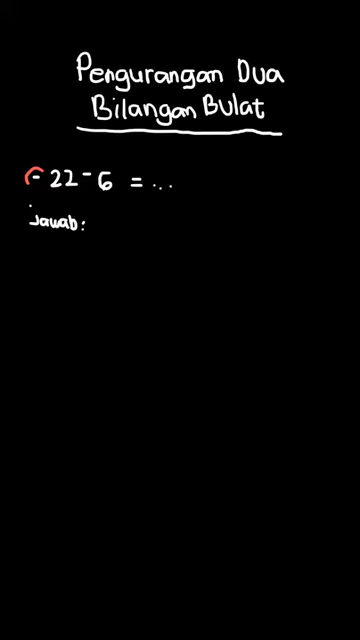 Pengurangan Dua
Bilangan Bulat
-22 - 6 = ...
Jawab: